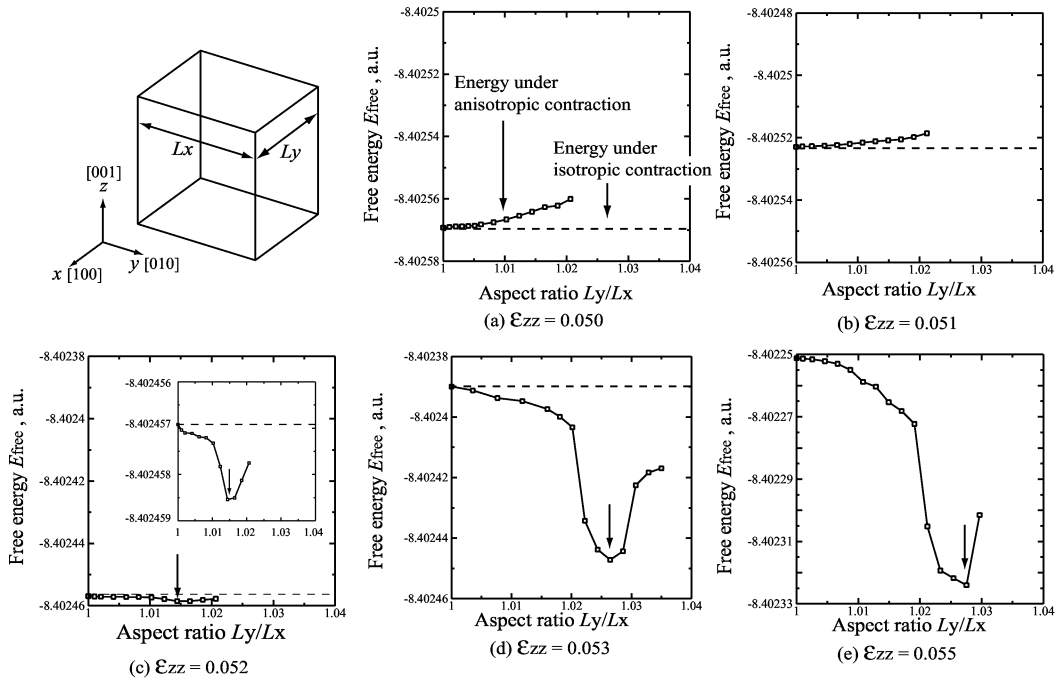 Lx
Ly
[001]
z
x [100]
y [010]
Free energy Efree , a.u.
-8.4025
-8.40252
-8.40254
-8.40256
-8.40258
Energy under
anisotropic contraction
Energy under
isotropic contraction
1 1.01 1.02 1.03 1.04
Aspect ratio Ly/Lx
(a) εzz = 0.050
Free energy Efree , a.u.
-8.40248
-8.4025
-8.40252
-8.40254
-8.40256
1 1.01 1.02 1.03 1.04
Aspect ratio Ly/Lx
(b) εzz = 0.051
Free energy Efree , a.u.
-8.40238
-8.4024
-8.40242
-8.40244
-8.40246
-8.402456
-8.402457
-8.402458
-8.402459
1 1.01 1.02 1.03 1.04
1 1.01 1.02 1.03 1.04
Aspect ratio Ly/Lx
(c) εzz = 0.052
Free energy Efree , a.u.
-8.40238
-8.4024
-8.40242
-8.40244
-8.40246
1 1.01 1.02 1.03 1.04
Aspect ratio Ly/Lx
(d) εzz = 0.053
Free energy Efree , a.u.
-8.40225
-8.40227
-8.40229
-8.40231
-8.40233
1 1.01 1.02 1.03 1.04
Aspect ratio Ly/Lx
(e) εzz = 0.055